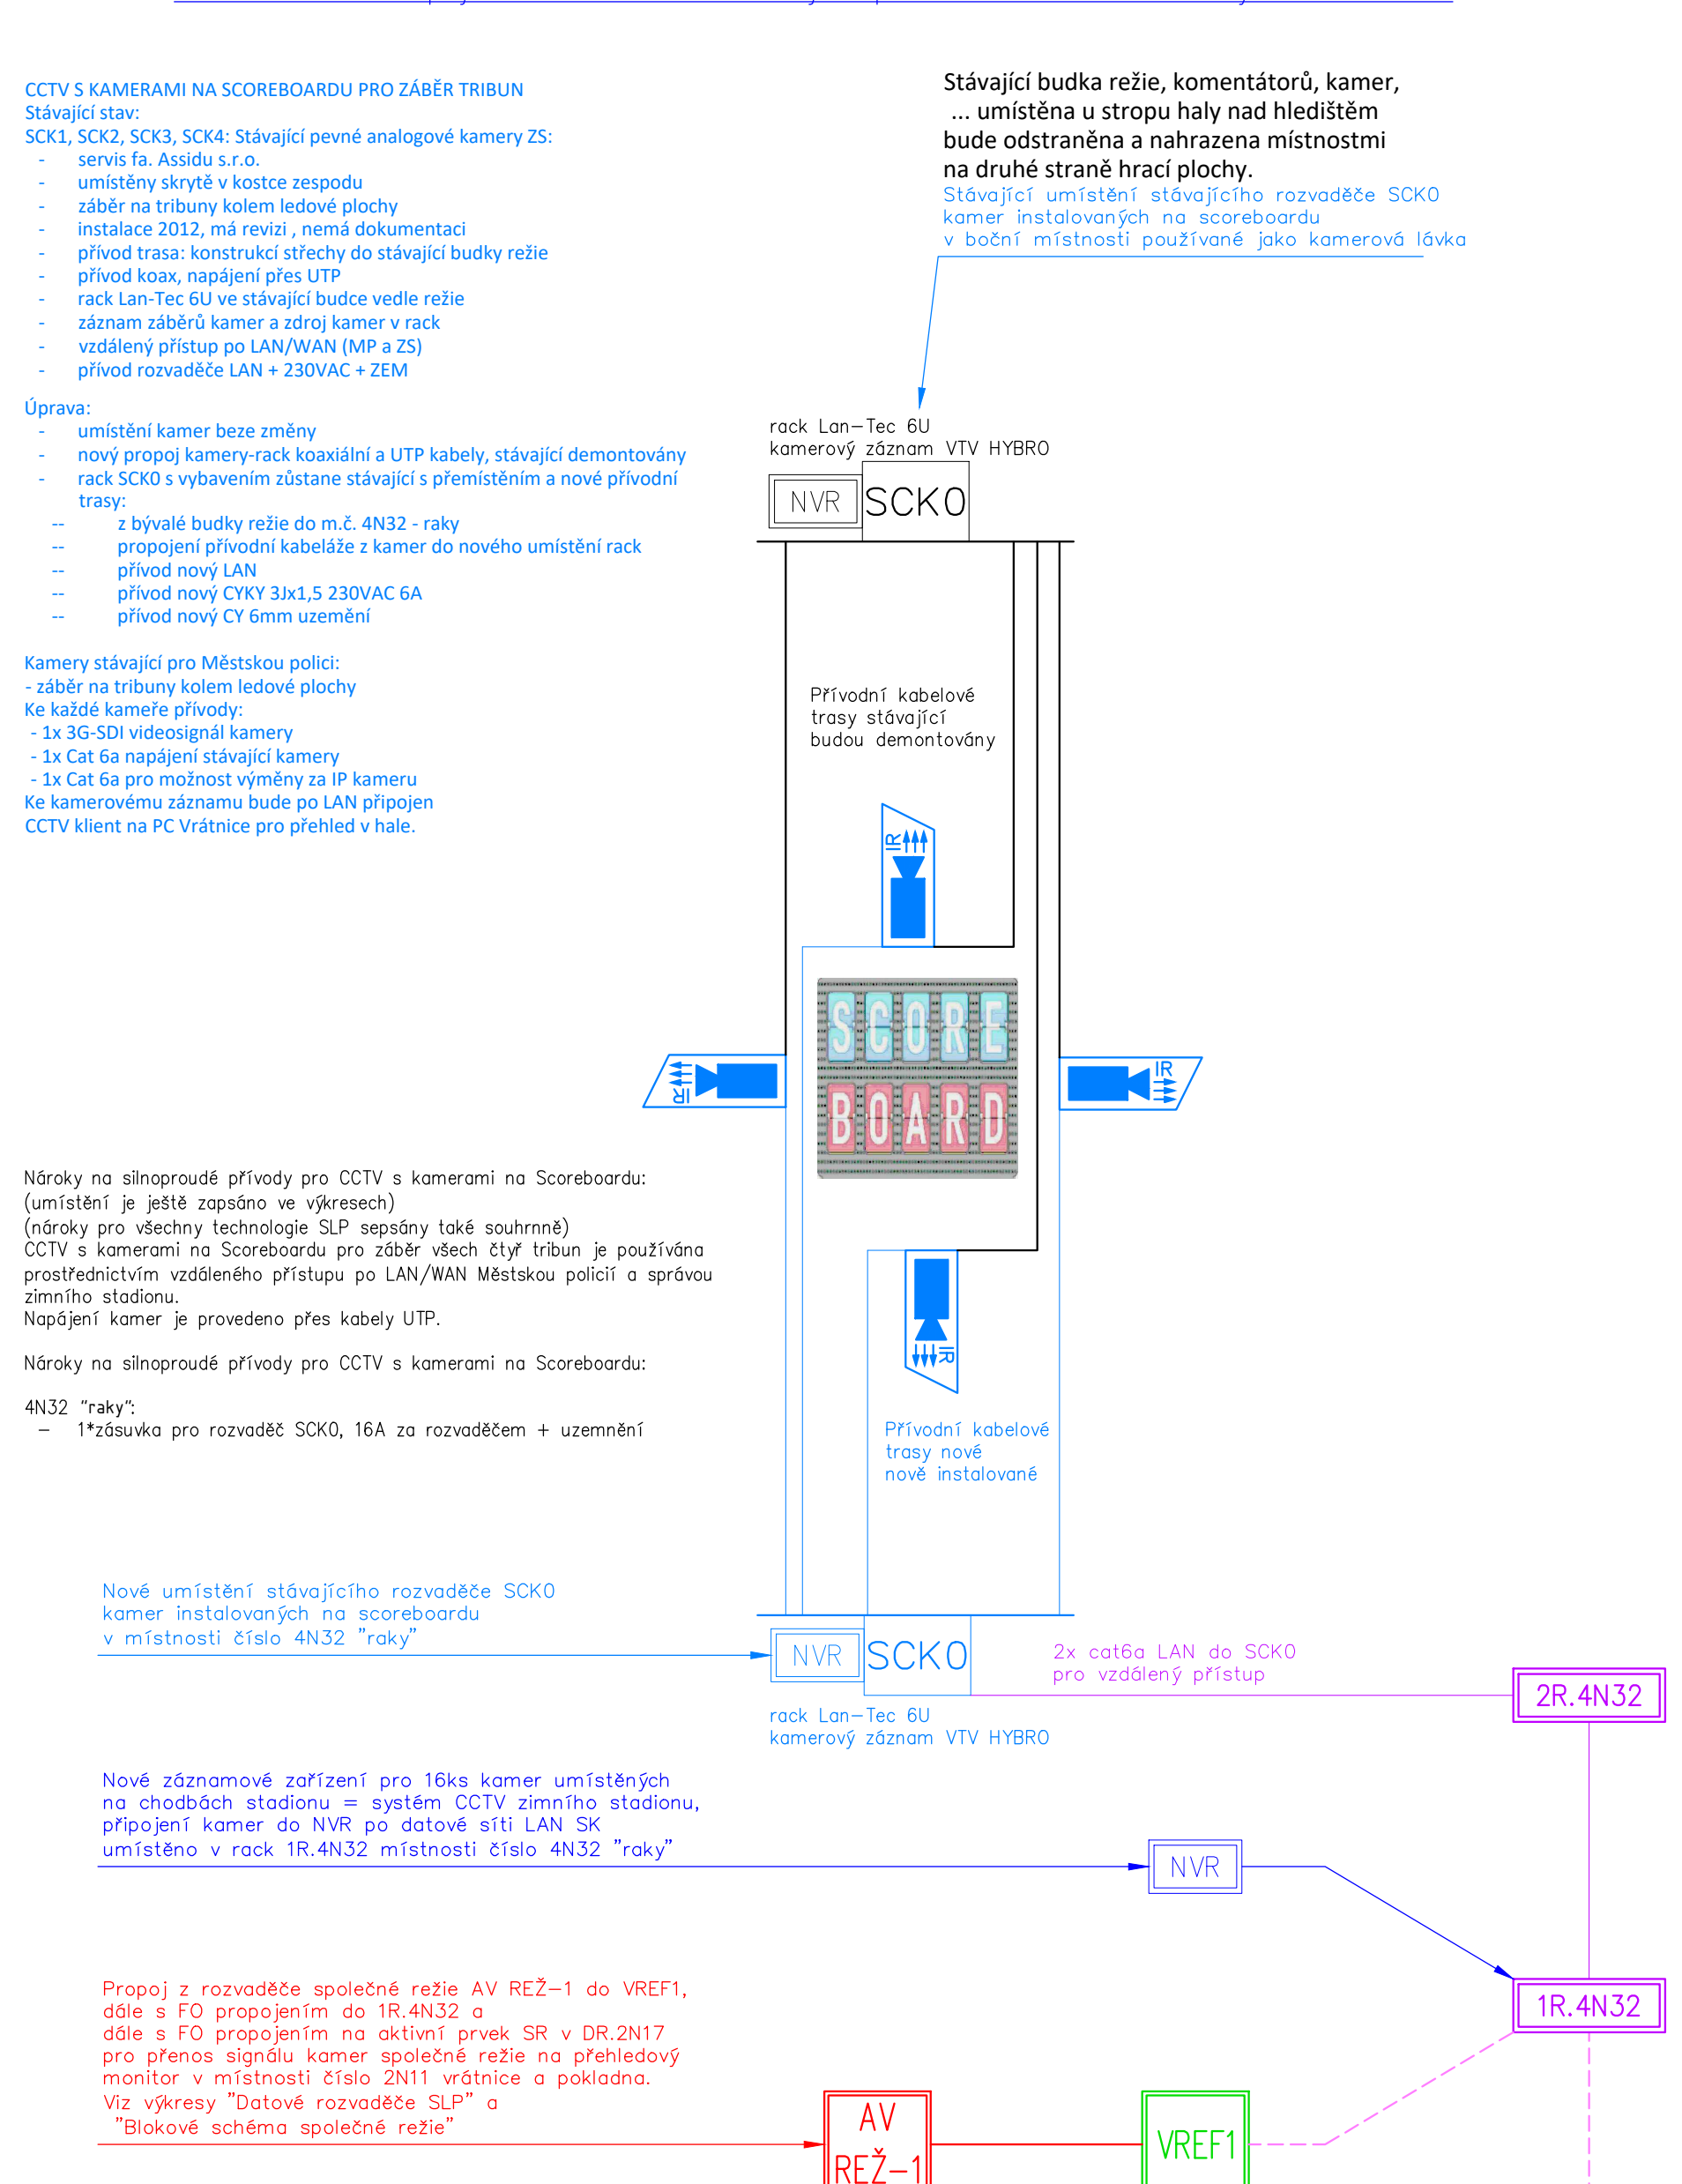 CCTV S KAMERAMI NA SCOREBOARDU PRO ZÁBĚR TRIBUN
Stávající stav:
SCK1, SCK2, SCK3, SCK4: Stávající pevné analogové kamery ZS:
- servis fa. Assidu s.r.o.
- umístěny skrytě v kostce zespodu
- záběr na tribuny kolem ledové plochy
- instalace 2012, má revizi , nemá dokumentaci
- přívod trasa: konstrukcí střechy do stávající budky režie
- přívod koax, napájení přes UTP
- rack Lan-Tec 6U ve stávající budce vedle režie
- záznam záběrů kamer a zdroj kamer v rack
- vzdálený přístup po LAN/WAN (MP a ZS)
- přívod rozvaděče LAN + 230VAC + ZEM
Úprava:
- umístění kamer beze změny
- nový propoj kamery-rack koaxiální a UTP kabely, stávající demontovány
- rack SCK0 s vybavením zůstane stávající s přemístěním a nové přívodní
trasy:
-- z bývalé budky režie do m.č. 4N32 - raky
-- propojení přívodní kabeláže z kamer do nového umístění rack
-- přívod nový LAN
-- přívod nový CYKY 3Jx1,5 230VAC 6A
-- přívod nový CY 6mm uzemění
Kamery stávající pro Městskou polici:
- záběr na tribuny kolem ledové plochy
Ke každé kameře přívody:
- 1x 3G-SDI videosignál kamery
- 1x Cat 6a napájení stávající kamery
- 1x Cat 6a pro možnost výměny za IP kameru
Ke kamerovému záznamu bude po LAN připojen
CCTV klient na PC Vrátnice pro přehled v hale.
Stávající budka režie, komentátorů, kamer,
... umístěna u stropu haly nad hledištěm
bude odstraněna a nahrazena místnostmi
na druhé straně hrací plochy.
Stávající umístění stávajícího rozvaděče SCK0
kamer instalovaných na scoreboardu
v boční místnosti používané jako kamerová lávka
rack Lan-Tec 6U
kamerový záznam VTV HYBRO
NVR
SCK0
Přívodní kabelové
trasy stávající
budou demontovány
IR
SCORE
BOARD
IR
IR
IR
Nároky na silnoproudé přívody pro CCTV s kamerami na Scoreboardu:
(umístění je ještě zapsáno ve výkresech)
(nároky pro všechny technologie SLP sepsány také souhrnně)
CCTV s kamerami na Scoreboardu pro záběr všech čtyř tribun je používána
prostřednictvím vzdáleného přístupu po LAN/WAN Městskou policií a správou
zimního stadionu.
Napájení kamer je provedeno přes kabely UTP.
Nároky na silnoproudé přívody pro CCTV s kamerami na Scoreboardu:
4N32 "raky":
- 1*zásuvka pro rozvaděč SCK0, 16A za rozvaděčem + uzemnění
Přívodní kabelové
trasy nové
nově instalované
Nové umístění stávajícího rozvaděče SCK0
kamer instalovaných na scoreboardu
v místnosti číslo 4N32 "raky"
NVR
SCK0
rack Lan-Tec 6U
kamerový záznam VTV HYBRO
2x cat6a LAN do SCK0
pro vzdálený přístup
2R.4N32
Nové záznamové zařízení pro 16ks kamer umístěných
na chodbách stadionu = systém CCTV zimního stadionu,
připojení kamer do NVR po datové síti LAN SK
umístěno v rack 1R.4N32 místnosti číslo 4N32 "raky"
NVR
1R.4N32
Propoj z rozvaděče společné režie AV REŽ-1 do VREF1,
dále s FO propojením do 1R.4N32 a
dále s FO propojením na aktivní prvek SR v DR.2N17
pro přenos signálu kamer společné režie na přehledový
monitor v místnosti číslo 2N11 vrátnice a pokladna.
Viz výkresy "Datové rozvaděče SLP" a
"Blokové schéma společné režie"
AV
REŽ-1
VREF1